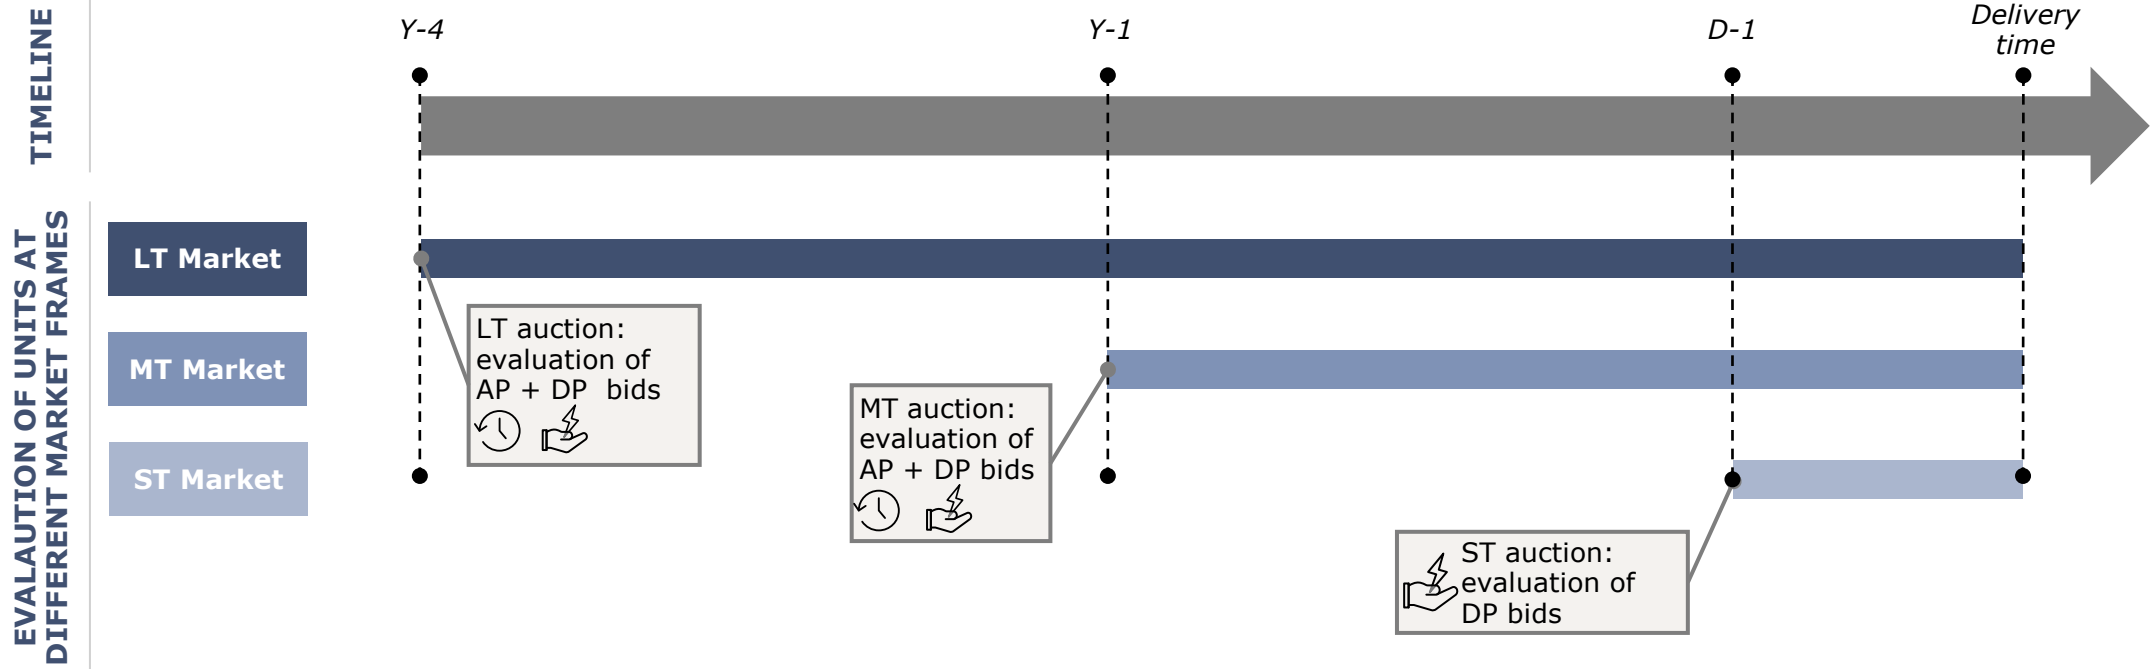 TIMELINE
Y-4
Y-1
D-1
Delivery
time
EVALAUTION OF UNITS AT
DIFFERENT MARKET FRAMES
LT Market
MT Market
ST Market
LT auction:
evaluation of
AP + DP  bids
MT auction:
evaluation of
AP + DP bids
ST auction:
evaluation of
DP bids